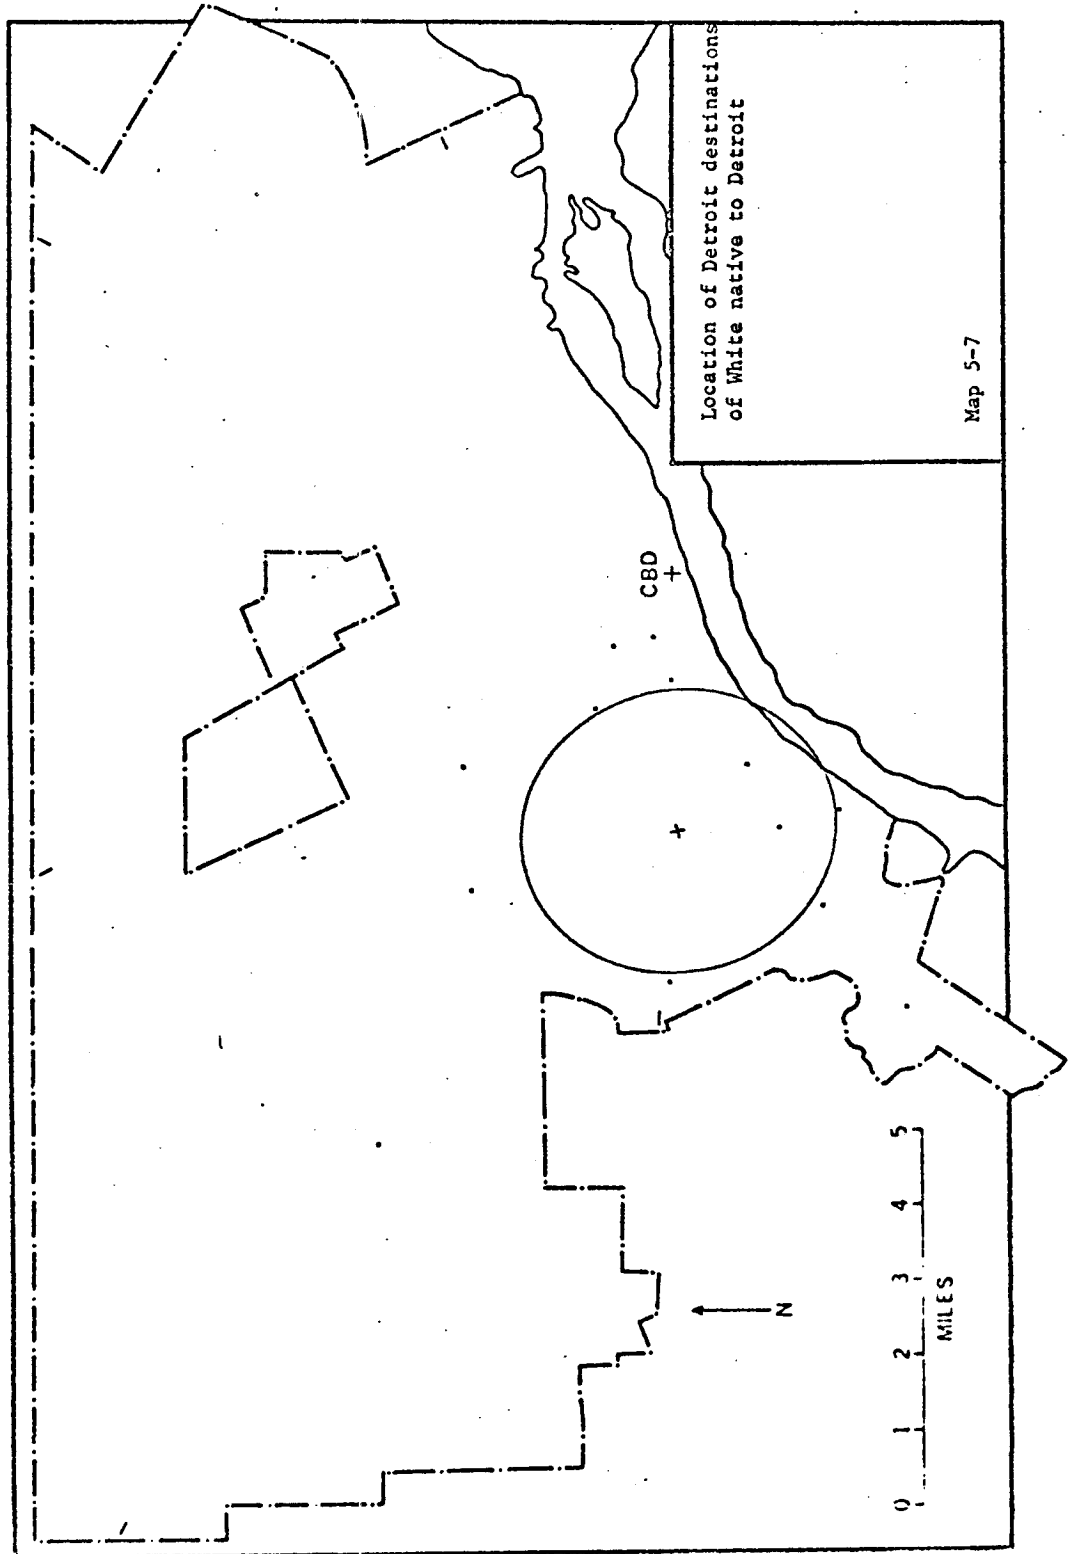 Location of Detroit destinations
of White native to Detroit
Map 5-7
CBD
N
0 1 2 3 4 5
MILES